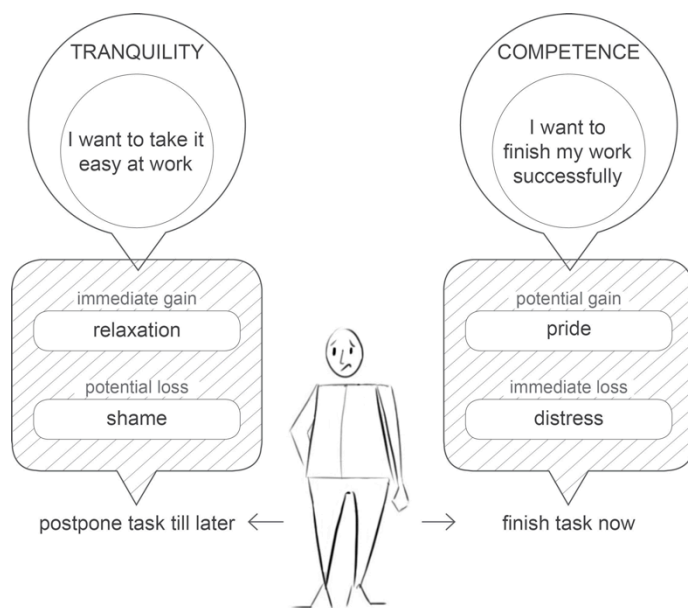 TRANQUILITY
I want to take it
easy at work
immediate gain
relaxation
potential loss
shame
postpone task till later
COMPETENCE
I want to
finish my work
successfully
potential gain
pride
immediate loss
distress
finish task now